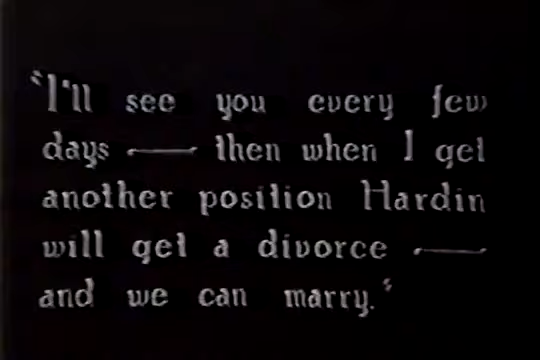 "I'll see you every few
days — then when I get
another position Hardin
will get a divorce —
and we can marry."